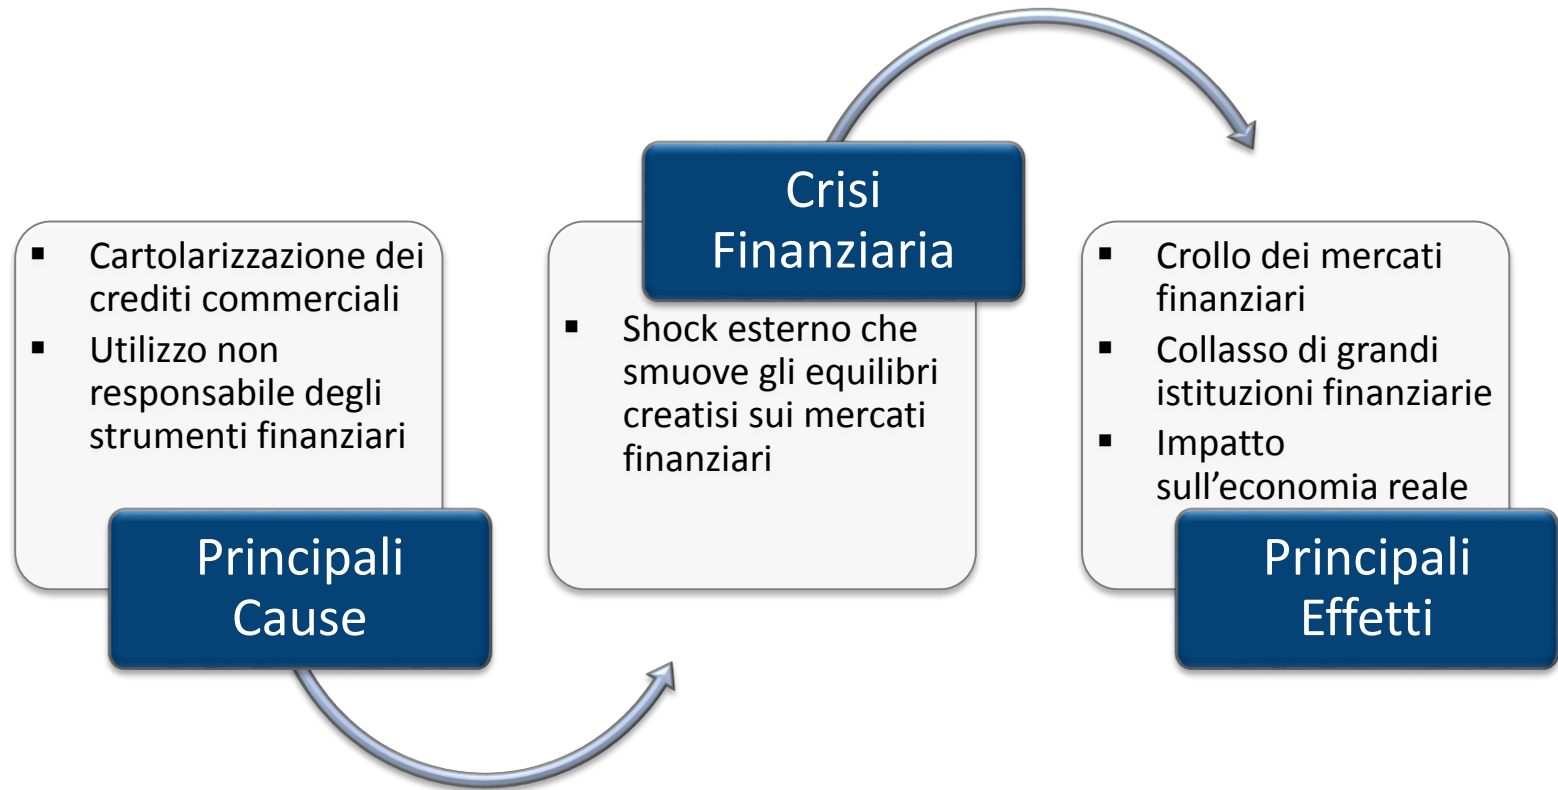 ▪ Cartolarizzazione dei
crediti commerciali
▪ Utilizzo non
responsabile degli
strumenti finanziari
Principali
Cause
Crisi
Finanziaria
▪ Shock esterno che
smuove gli equilibri
creatisi sui mercati
finanziari
▪ Crollo dei mercati
finanziari
▪ Collasso di grandi
istituzioni finanziarie
▪ Impatto
sull’economia reale
Principali
Effetti